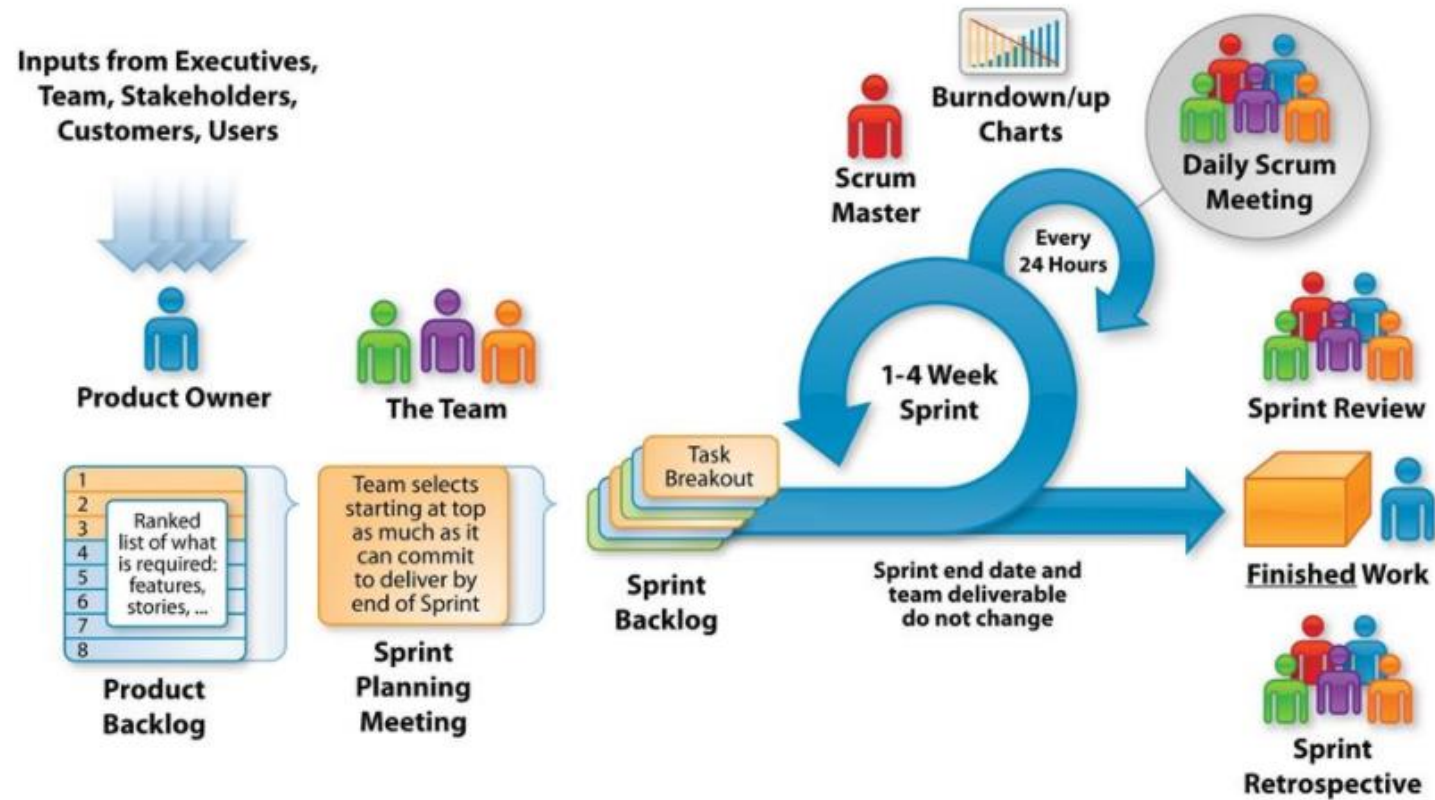 Inputs from Executives,
Team, Stakeholders,
Customers, Users
Product Owner
The Team
1
2
3
4
5
6
7
8
Ranked
list of what
is required:
features,
stories, ...
Product
Backlog
Team selects
starting at top
as much as it
can commit
to deliver by
end of Sprint
Sprint
Planning
Meeting
Task
Breakout
Sprint
Backlog
Scrum
Master
Burndown/up
Charts
Every
24 Hours
Daily Scrum
Meeting
1-4 Week
Sprint
Sprint end date and
team deliverable
do not change
Sprint Review
Finished Work
Sprint
Retrospective